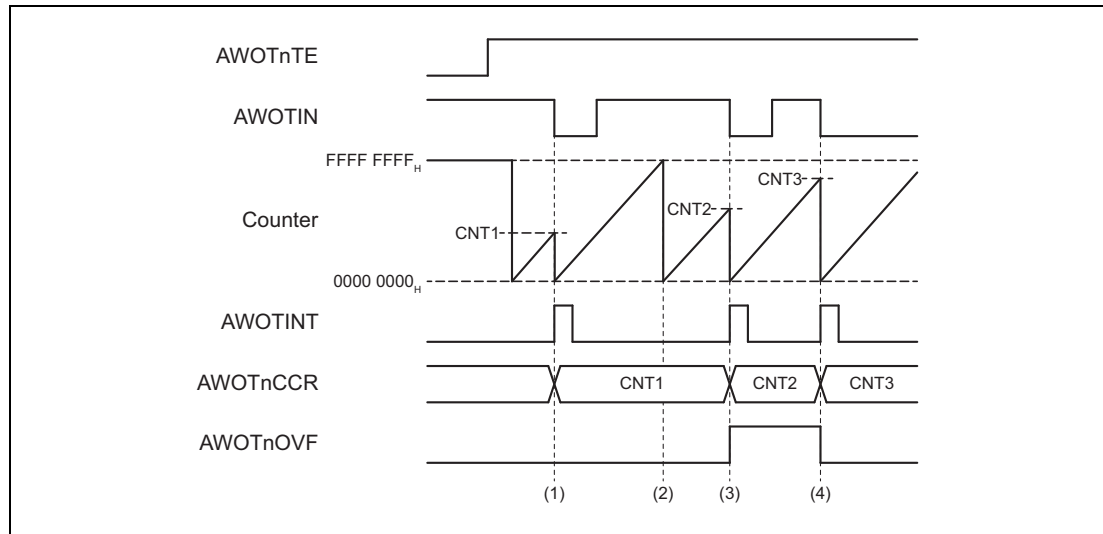 AWOTnTE
AWOTIN
FFFF FFFFH
CNT3
CNT2
Counter
CNT1
0000 0000H
AWOTINT
AWOTnCCR CNT1 CNT2 CNT3
AWOTnOVF
(1) (2) (3) (4)